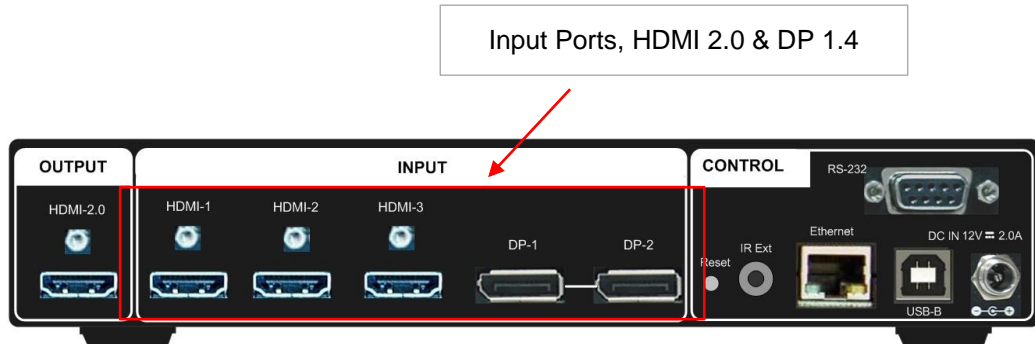 Input Ports, HDMI 2.0 & DP 1.4
OUTPUT
INPUT
CONTROL
RS-232
HDMI-2.0
HDMI-1
HDMI-2
HDMI-3
DP-1
DP-2
Reset
IR Ext
Ethernet
DC IN 12V ⎓ 2.0A
USB-B